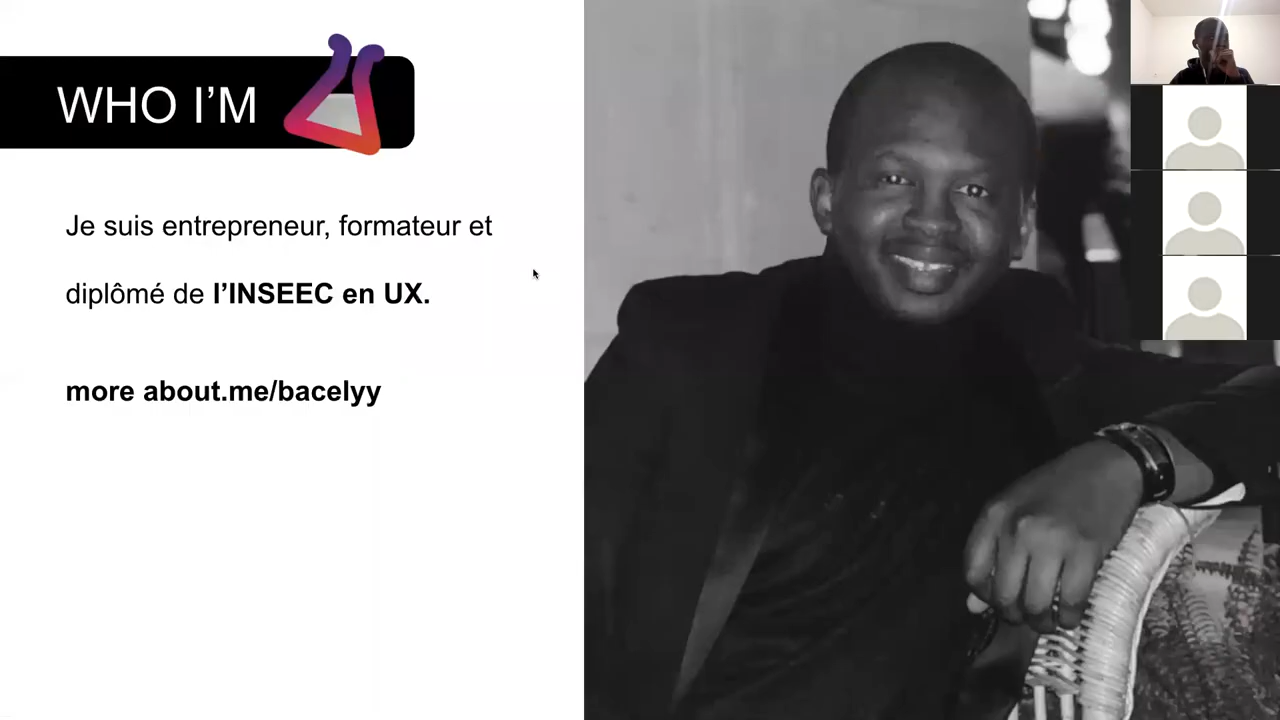 WHO I’M
Je suis entrepreneur, formateur et
diplômé de l’INSEEC en UX.
more about.me/bacelyy